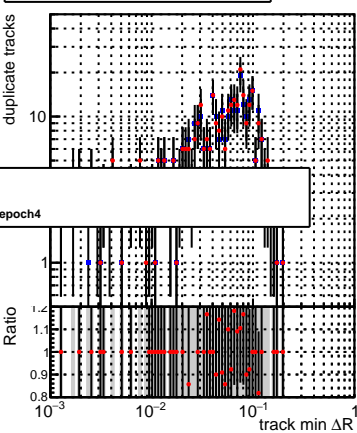 duplicate tracks
10
epoch4
1
Ratio
1.2
1.1
1
0.9
0.8
10⁻³
10⁻²
10⁻¹
1
track min ΔR